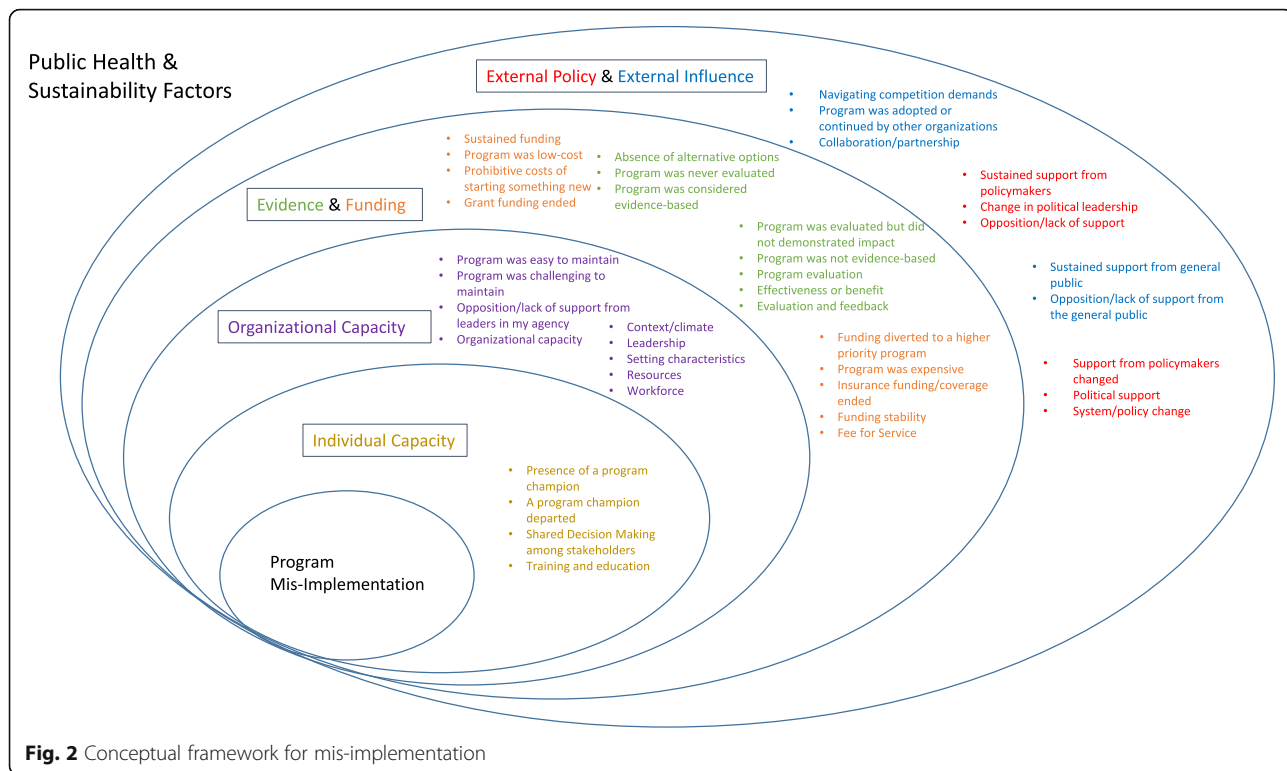 Public Health &
Sustainability Factors
External Policy & External Influence
• Navigating competition demands
• Program was adopted or
continued by other organizations
• Collaboration/partnership
• Sustained funding
• Program was low-cost
• Prohibitive costs of
starting something new
• Grant funding ended
• Absence of alternative options
• Program was never evaluated
• Program was considered
evidence-based
• Sustained support from
policymakers
• Change in political leadership
• Opposition/lack of support
Evidence & Funding
• Program was evaluated but did
not demonstrated impact
• Program was not evidence-based
• Program evaluation
• Effectiveness or benefit
• Evaluation and feedback
• Program was easy to maintain
• Program was challenging to
maintain
• Opposition/lack of support from
leaders in my agency
• Organizational capacity
• Sustained support from general
public
• Opposition/lack of support from
the general public
Organizational Capacity
• Context/climate
• Leadership
• Setting characteristics
• Resources
• Workforce
• Funding diverted to a higher
priority program
• Program was expensive
• Insurance funding/coverage
ended
• Funding stability
• Fee for Service
• Support from policymakers
changed
• Political support
• System/policy change
Individual Capacity
• Presence of a program
champion
• A program champion
departed
• Shared Decision Making
among stakeholders
• Training and education
Program
Mis-Implementation
Fig. 2 Conceptual framework for mis-implementation